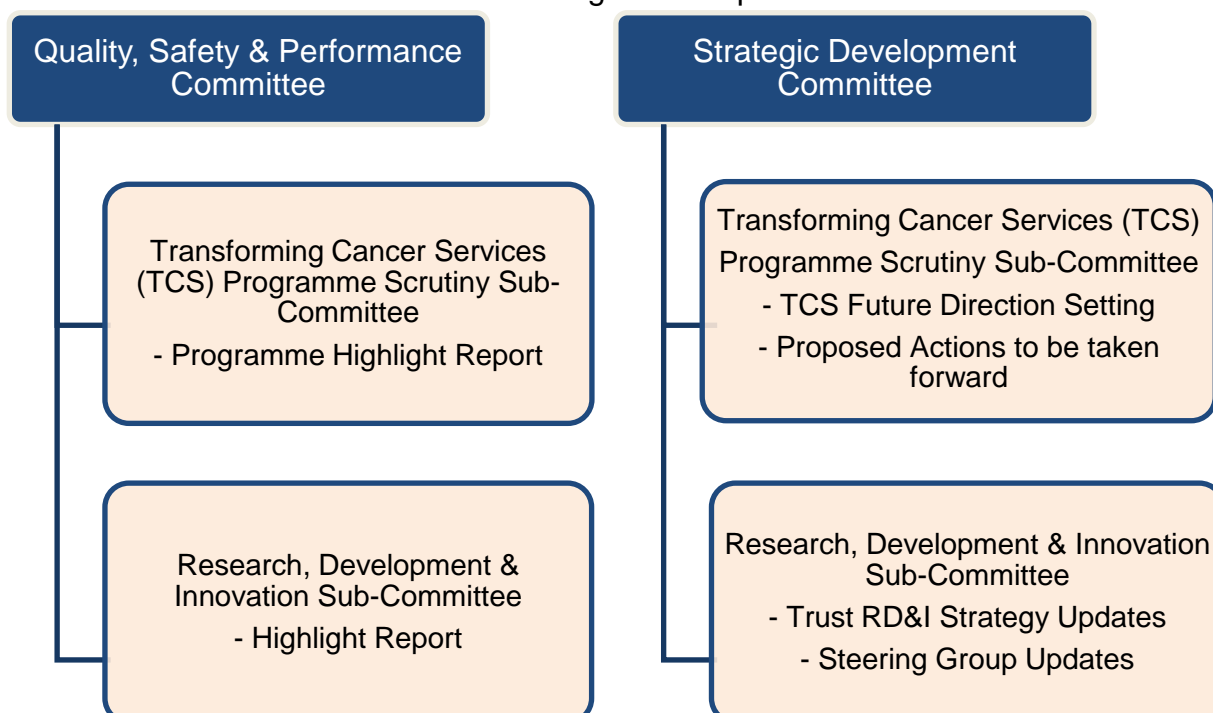 Quality, Safety & Performance
Committee
Transforming Cancer Services
(TCS) Programme Scrutiny Sub-
Committee
- Programme Highlight Report
Research, Development &
Innovation Sub-Committee
- Highlight Report
Strategic Development
Committee
Transforming Cancer Services (TCS)
Programme Scrutiny Sub-Committee
- TCS Future Direction Setting
- Proposed Actions to be taken
forward
Research, Development & Innovation
Sub-Committee
- Trust RD&I Strategy Updates
- Steering Group Updates